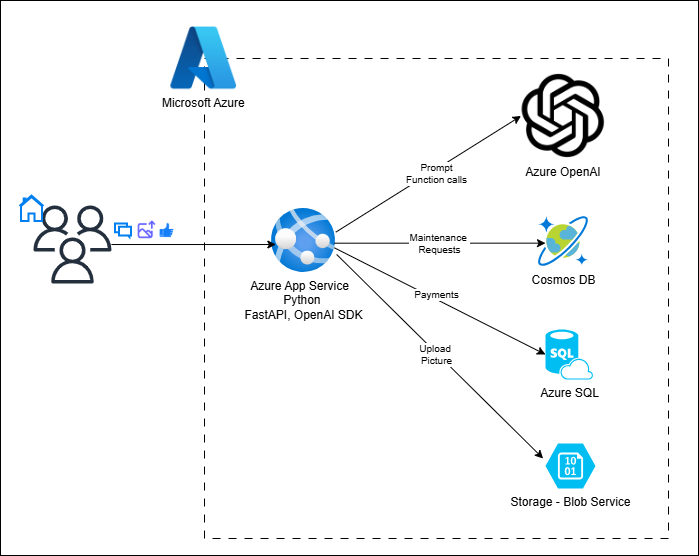 Microsoft Azure
Prompt
Function calls
Azure OpenAI
Maintenance
Requests
Cosmos DB
Azure App Service
Python
FastAPI, OpenAI SDK
Payments
SQL
Azure SQL
Upload
Picture
10
01
Storage - Blob Service